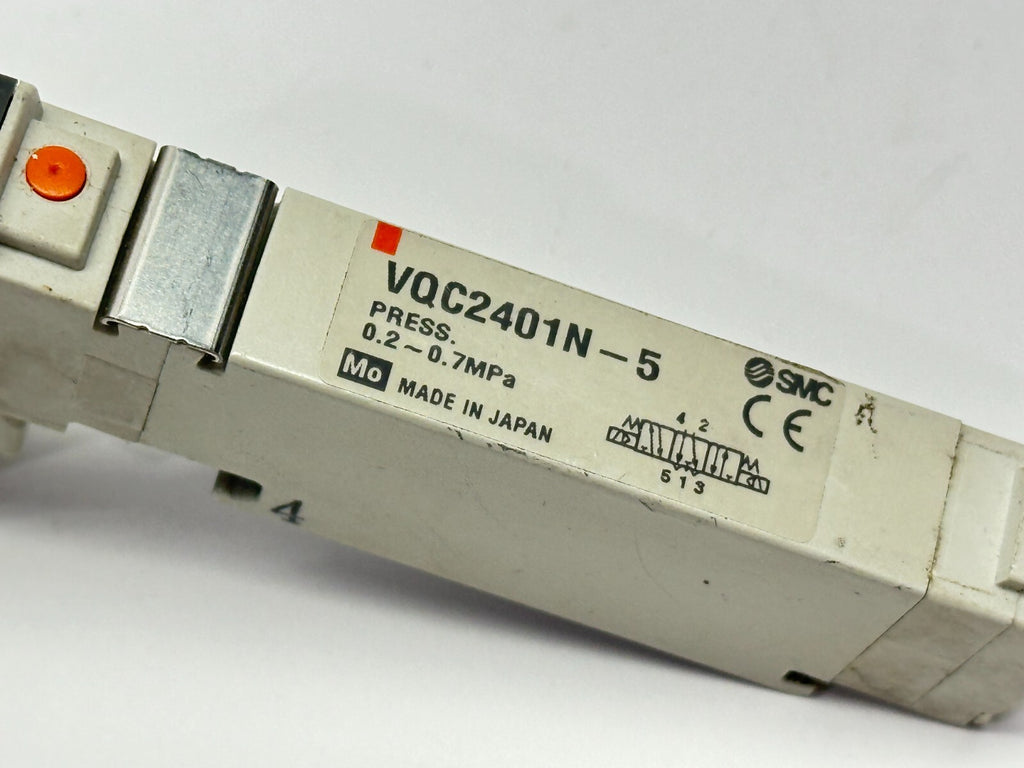 VQC2401N-5
PRESS.
0.2~0.7MPa
Mo MADE IN JAPAN
SMC
CE
4 2
5 1 3
4